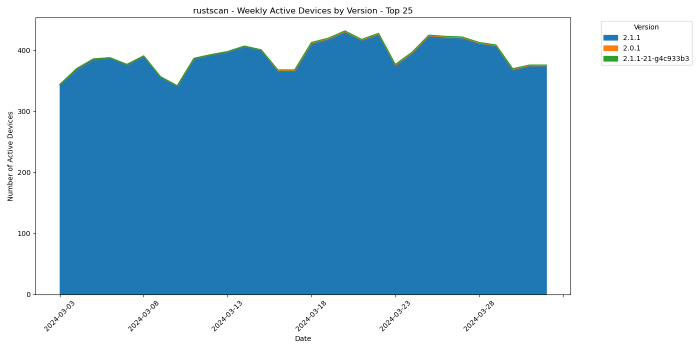 rustscan - Weekly Active Devices by Version - Top 25
Number of Active Devices
400
300
200
100
0
2024-03-03
2024-03-08
2024-03-13
2024-03-18
2024-03-23
2024-03-28
Date
Version
2.1.1
2.0.1
2.1.1-21-g4c933b3